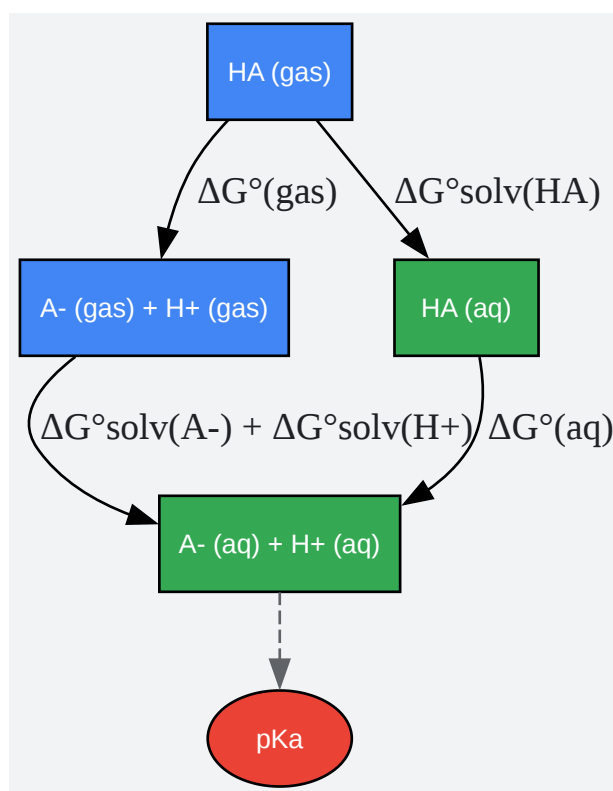 HA (gas)
ΔG°(gas)
ΔG°solv(HA)
A- (gas) + H+ (gas)
HA (aq)
ΔG°solv(A-) + ΔG°solv(H+)
ΔG°(aq)
A- (aq) + H+ (aq)
pKa